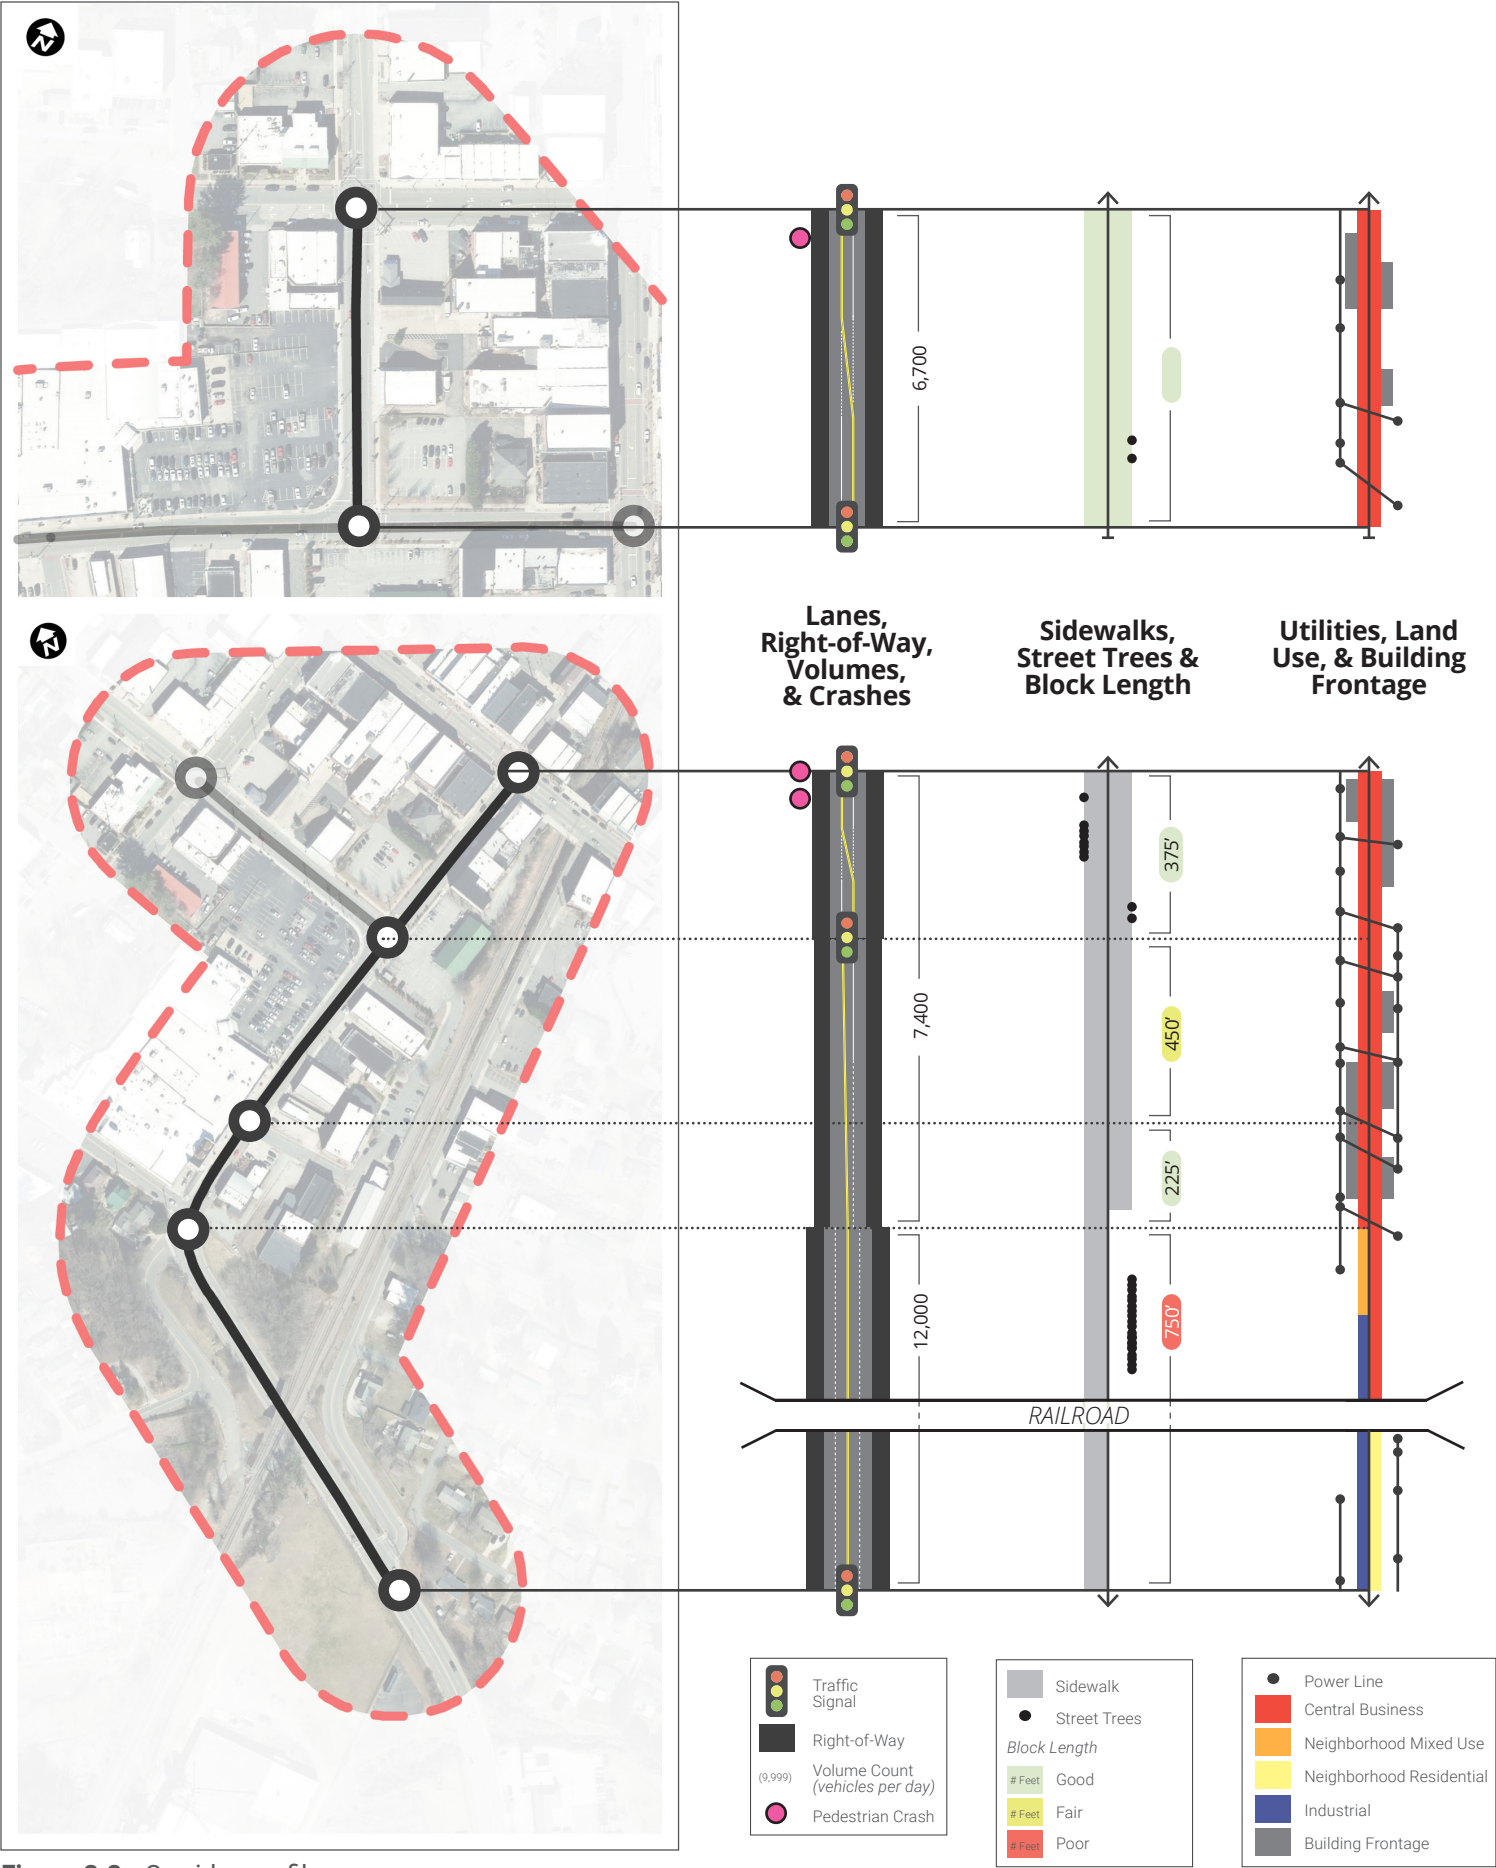 N
6,700
Lanes,
Right-of-Way,
Volumes,
& Crashes
Sidewalks,
Street Trees &
Block Length
Utilities, Land
Use, & Building
Frontage
N
375'
7,400
450'
225'
12,000
750'
RAILROAD
Traffic
Signal
Right-of-Way
(9,999)
Volume Count
(vehicles per day)
Pedestrian Crash
Sidewalk
Street Trees
Block Length
# Feet Good
# Feet Fair
# Feet Poor
Power Line
Central Business
Neighborhood Mixed Use
Neighborhood Residential
Industrial
Building Frontage